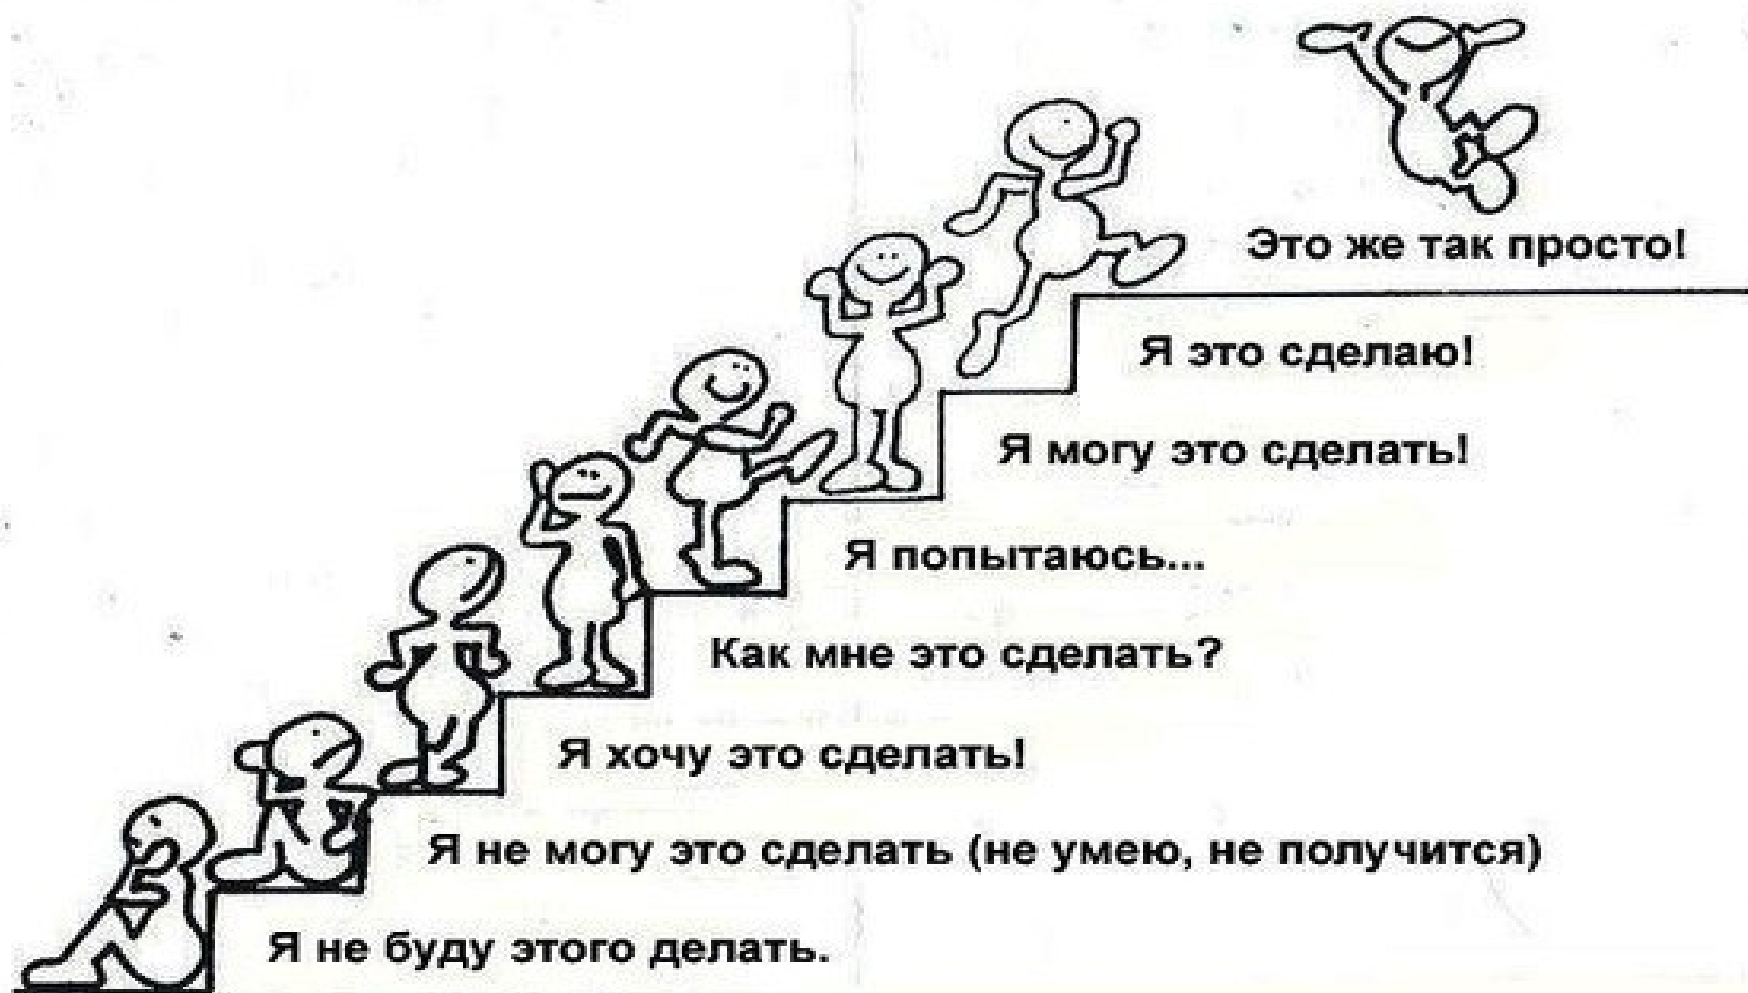 Это же так просто!
Я это сделаю!
Я могу это сделать!
Я попытаюсь...
Как мне это сделать?
Я хочу это сделать!
Я не могу это сделать (не умею, не получится)
Я не буду этого делать.